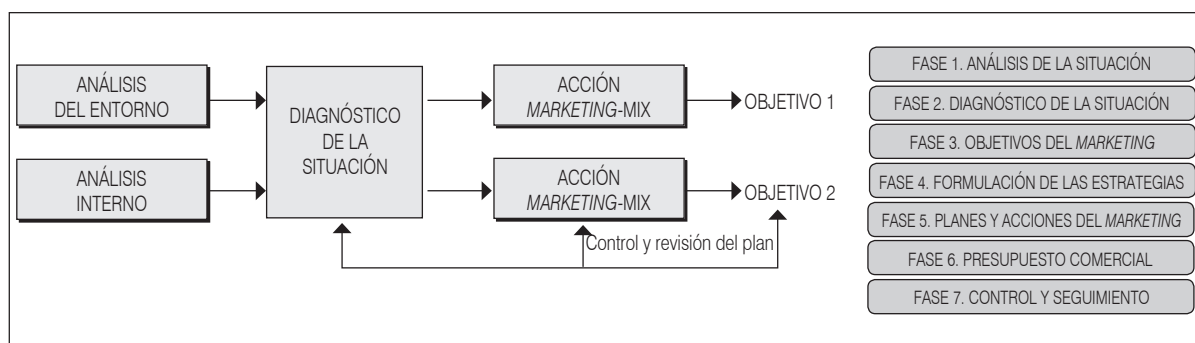 ANÁLISIS
DEL ENTORNO
ANÁLISIS
INTERNO
DIAGNÓSTICO
DE LA
SITUACIÓN
ACCIÓN
MARKETING-MIX
OBJETIVO 1
ACCIÓN
MARKETING-MIX
OBJETIVO 2
Control y revisión del plan
FASE 1. ANÁLISIS DE LA SITUACIÓN
FASE 2. DIAGNÓSTICO DE LA SITUACIÓN
FASE 3. OBJETIVOS DEL MARKETING
FASE 4. FORMULACIÓN DE LAS ESTRATEGIAS
FASE 5. PLANES Y ACCIONES DEL MARKETING
FASE 6. PRESUPUESTO COMERCIAL
FASE 7. CONTROL Y SEGUIMIENTO